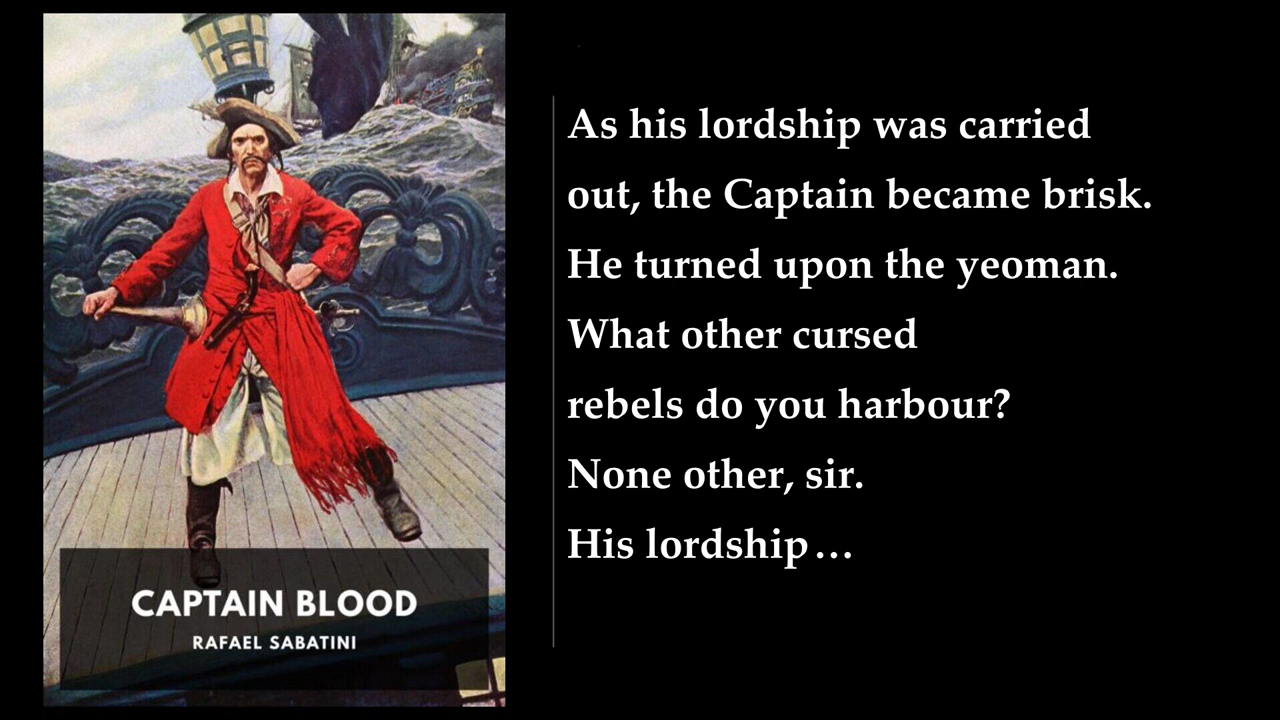 CAPTAIN BLOOD
RAFAEL SABATINI
As his lordship was carried
out, the Captain became brisk.
He turned upon the yeoman.
What other cursed
rebels do you harbour?
None other, sir.
His lordship…